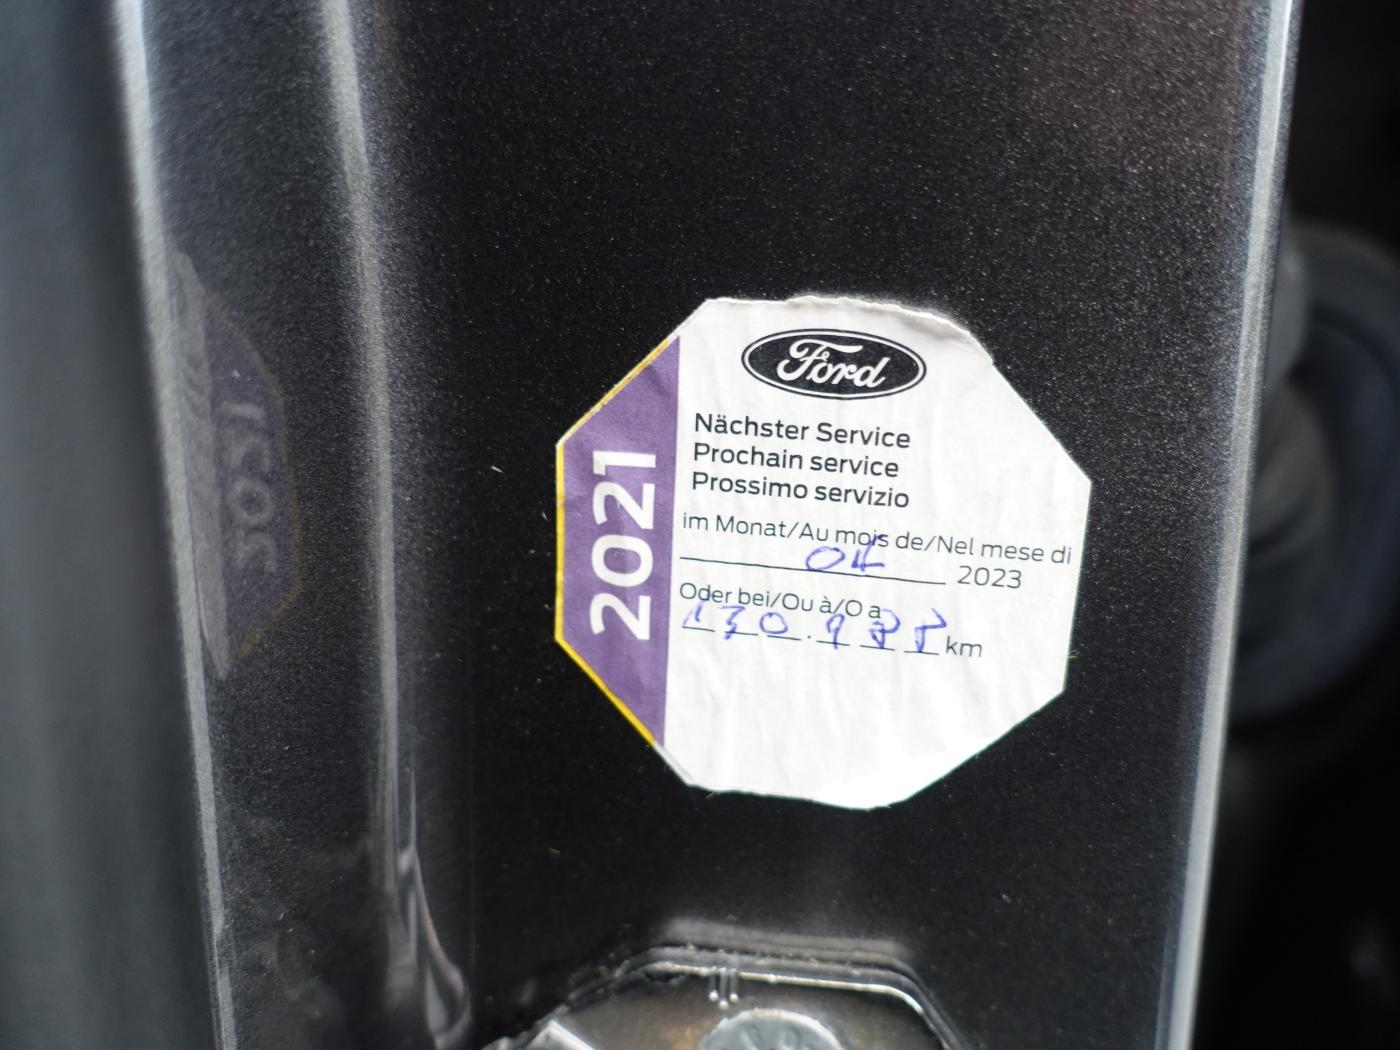 Ford
2021
Nächster Service
Prochain service
Prossimo servizio
im Monat/Au mois de/Nel mese di
04 2023
Oder bei/Ou à/O a
km